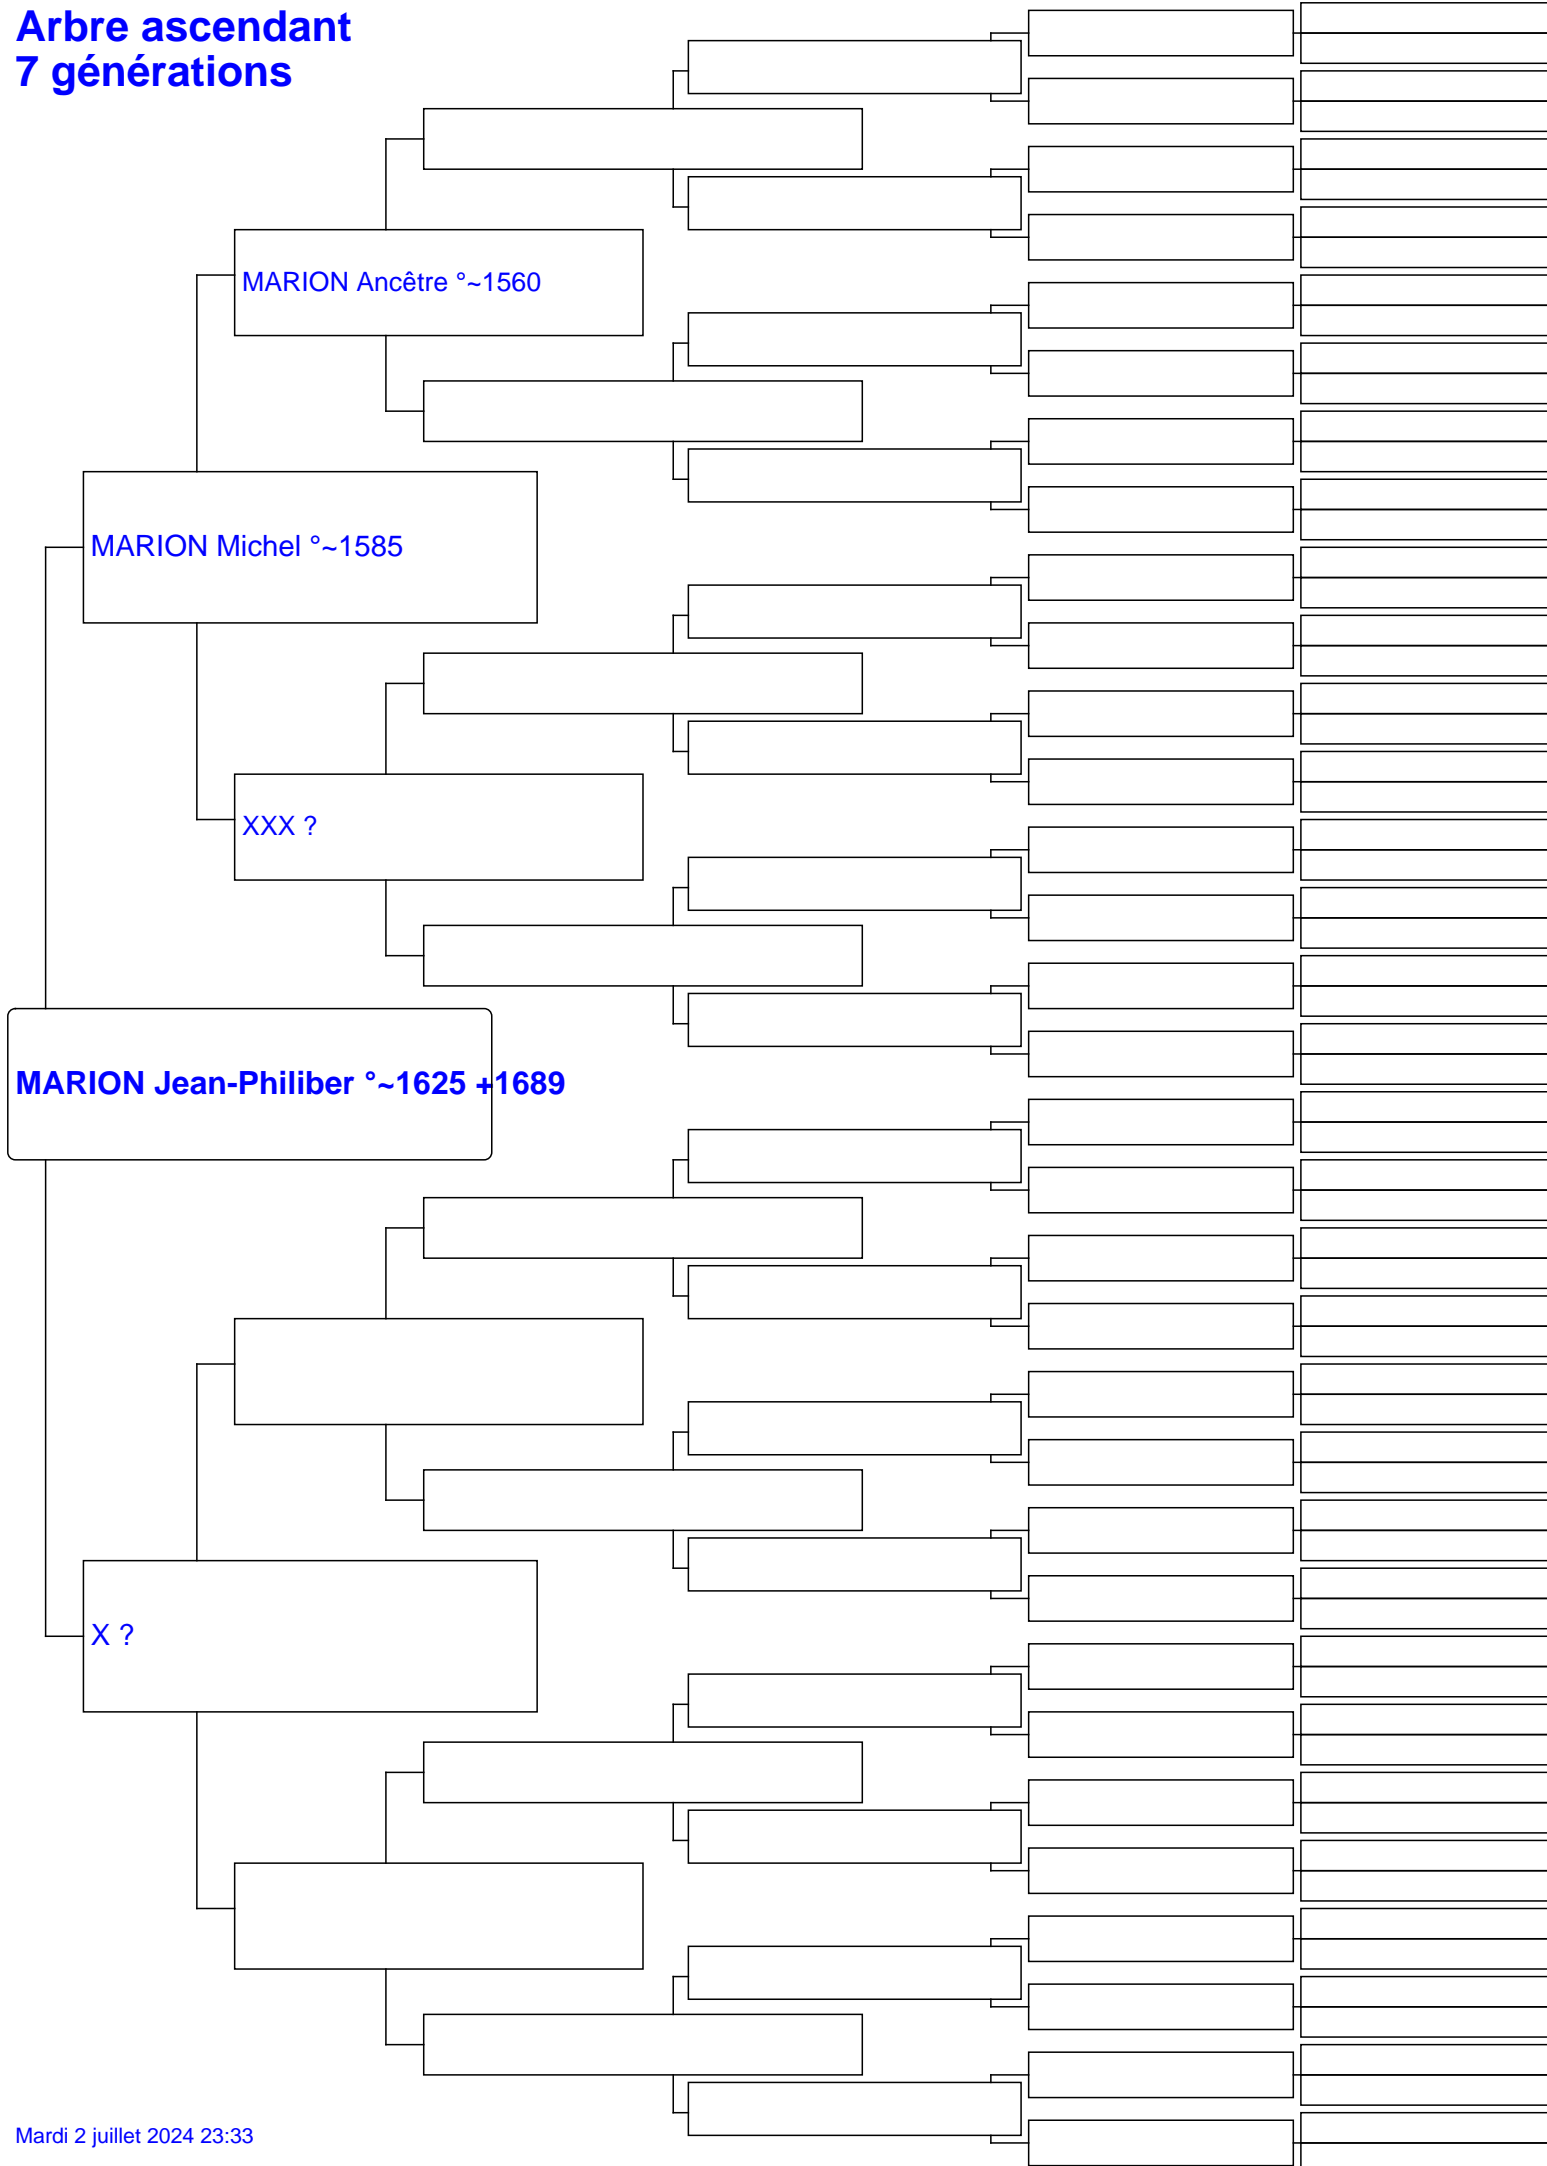 Arbre ascendant
7 générations
MARION Ancêtre °~1560
MARION Michel °~1585
XXX ?
MARION Jean-Philiber °~1625 +1689
X ?
Mardi 2 juillet 2024 23:33